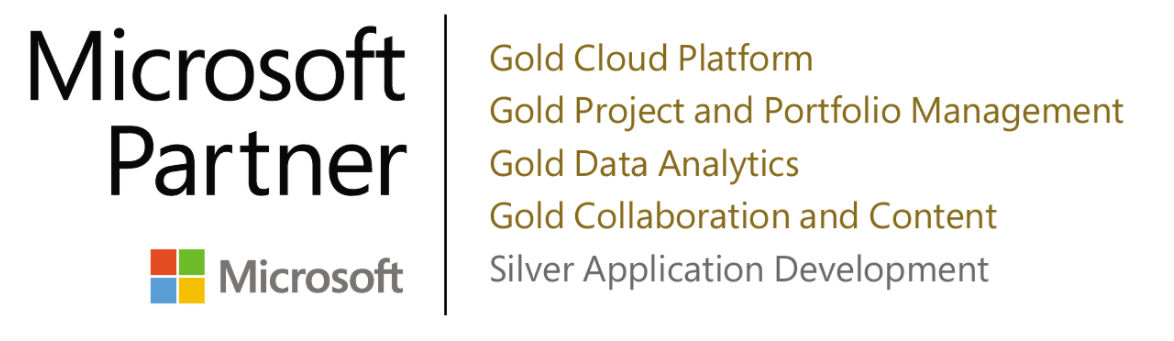 Microsoft
Partner
Microsoft
Gold Cloud Platform
Gold Project and Portfolio Management
Gold Data Analytics
Gold Collaboration and Content
Silver Application Development